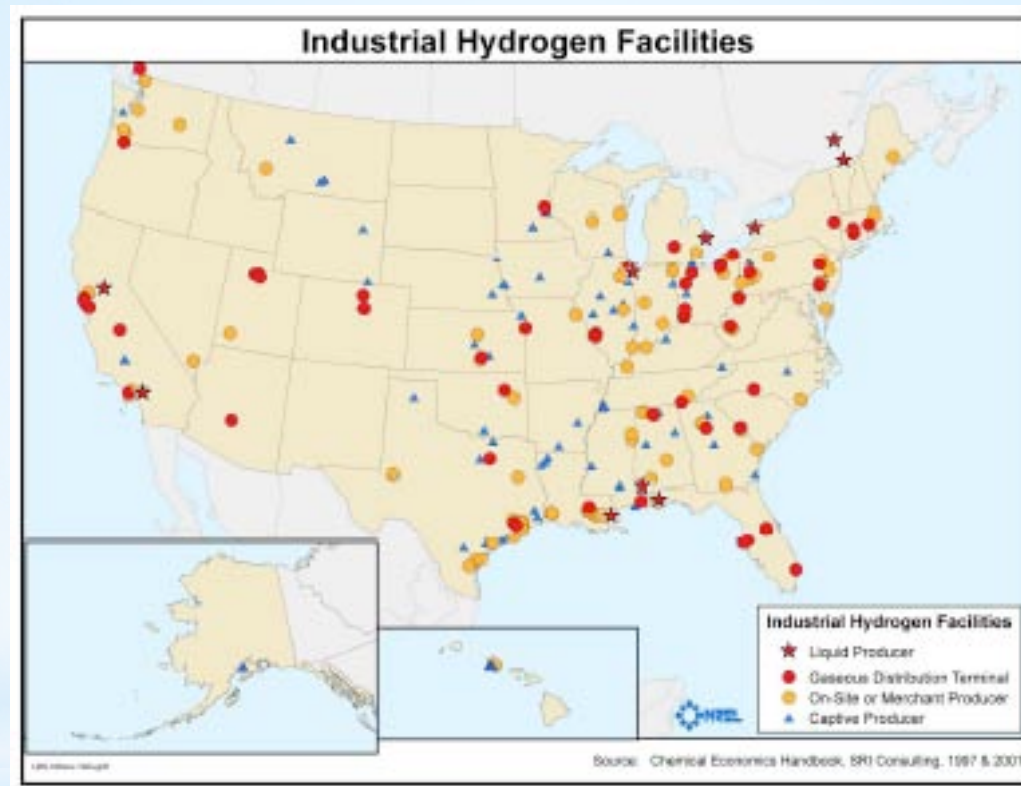 Industrial Hydrogen Facilities
Industrial Hydrogen Facilities
Liquid Producer
Gaseous Distribution Terminal
On-Site or Merchant Producer
Captive Producer
NREL
Source: Chemical Economics Handbook, SRI Consulting, 1997 & 2001